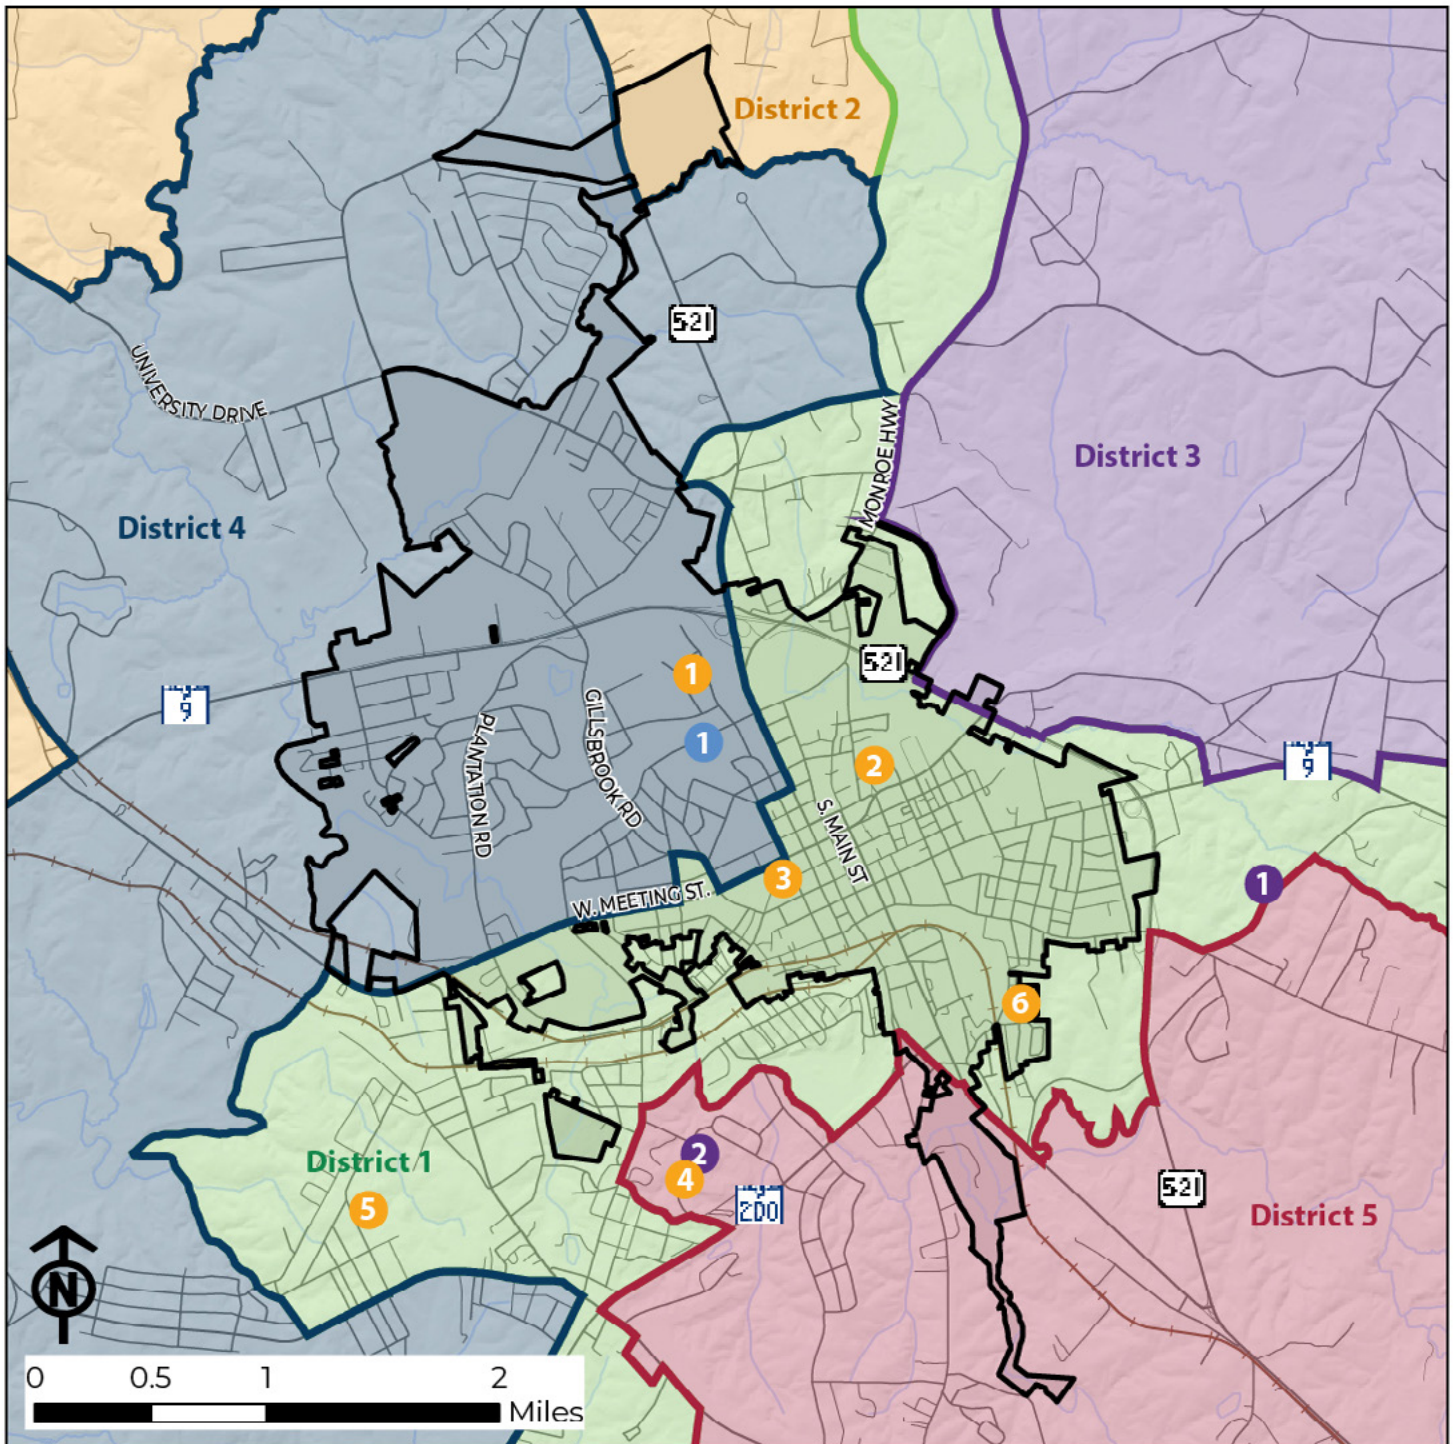 District 2
521
UNIVERSITY DRIVE
MONROE HWY
District 3
District 4
521
1
9
PLANTATION RD
GILLSBROOK RD
1
2
S. MAIN ST
9
3
1
W. MEETING ST.
6
2
District 1
4
521
5
200
District 5
N
0 0.5 1 2
Miles